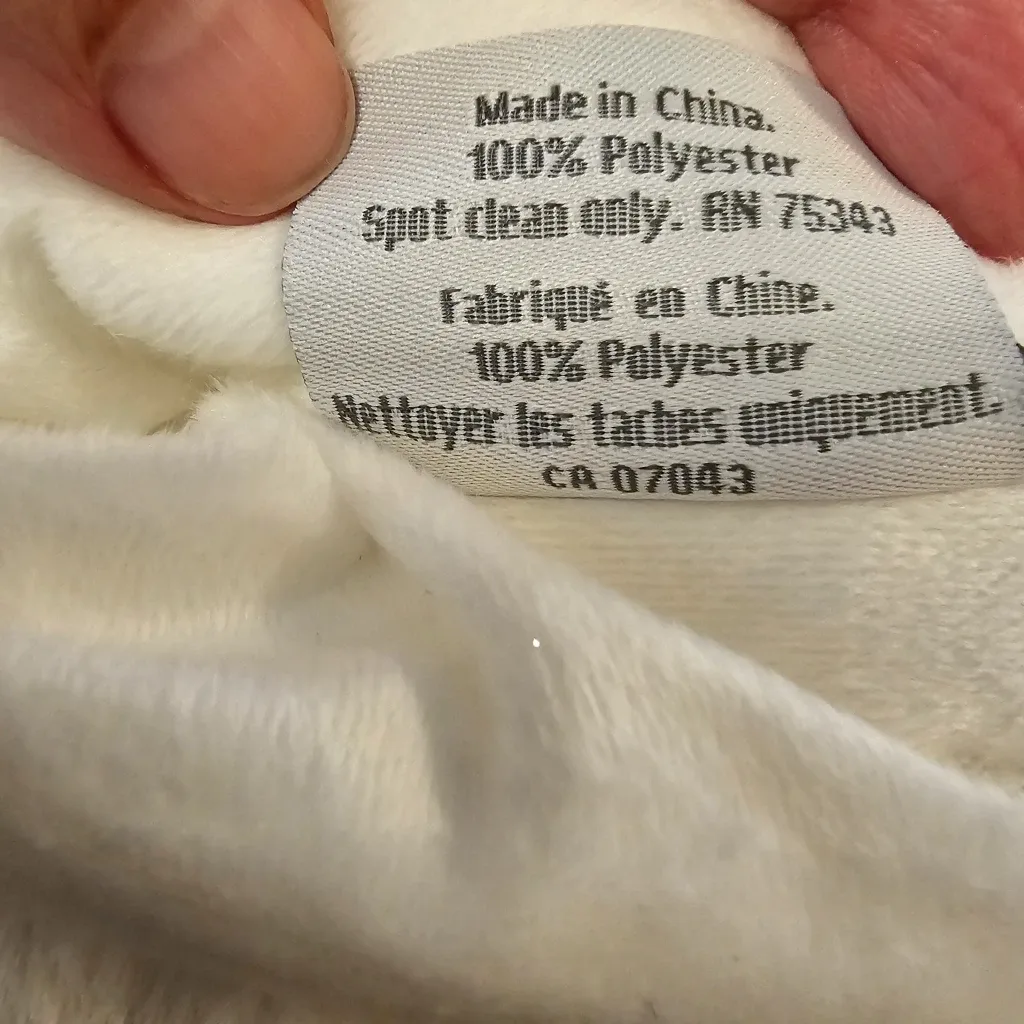 Made in China.
100% Polyester
Spot clean only. RN 75343
Fabriqué en Chine.
100% Polyester
Nettoyer les taches uniquement.
CA 07043